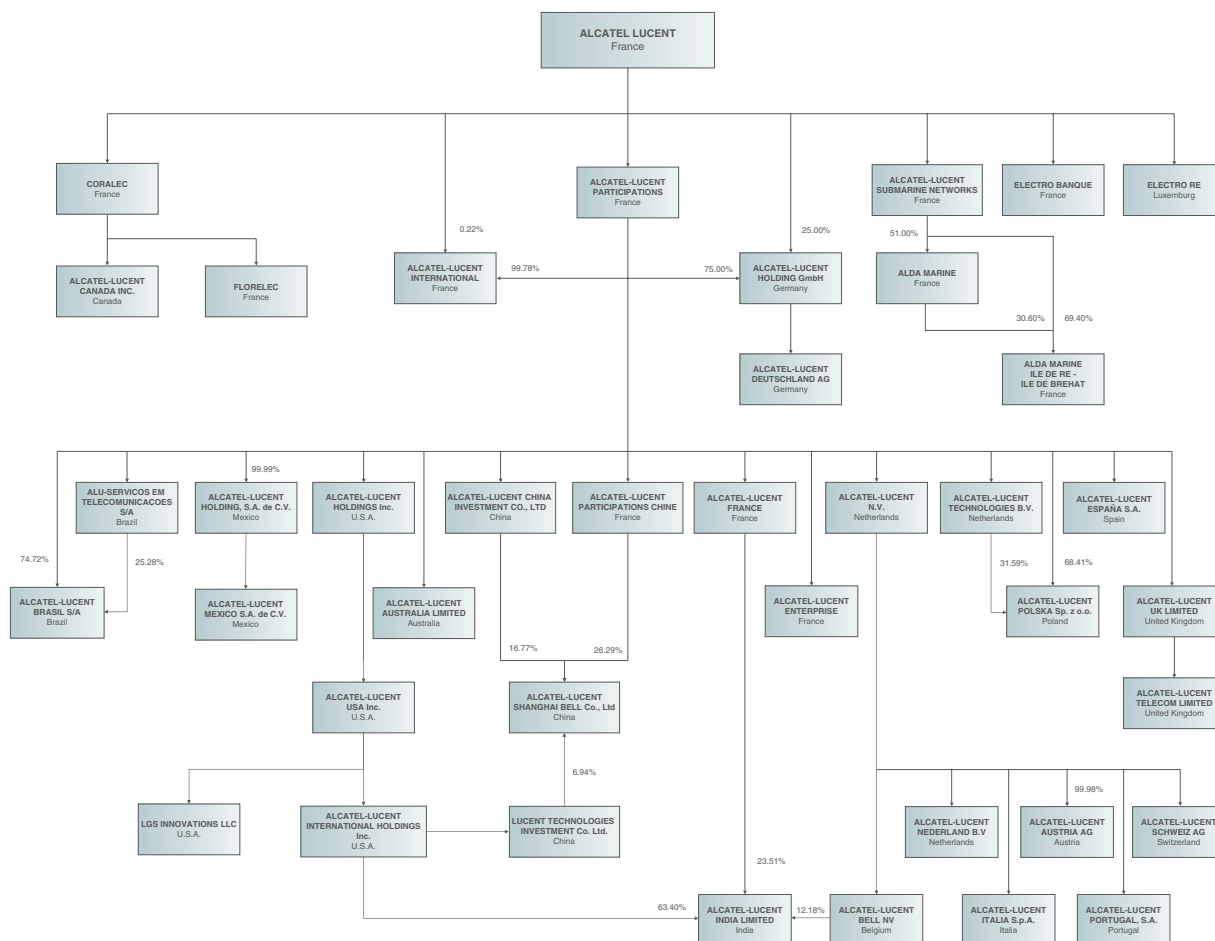 ALCATEL LUCENT
France
CORALEC
France
ALCATEL-LUCENT
PARTICIPATIONS
France
ALCATEL-LUCENT
SUBMARINE NETWORKS
France
ELECTRO BANQUE
France
ELECTRO RE
Luxemburg
0.22%
25.00%
51.00%
ALCATEL-LUCENT
CANADA INC.
Canada
FLORELEC
France
ALCATEL-LUCENT
INTERNATIONAL
France
99.78%
75.00%
ALCATEL-LUCENT
HOLDING GmbH
Germany
ALDA MARINE
France
30.60%
69.40%
ALCATEL-LUCENT
DEUTSCHLAND AG
Germany
ALDA MARINE
ILE DE RE -
ILE DE BREHAT
France
99.99%
ALU-SERVICOS EM
TELECOMUNICACOES
S/A
Brazil
ALCATEL-LUCENT
HOLDING, S.A. de C.V.
Mexico
ALCATEL-LUCENT
HOLDINGS Inc.
U.S.A.
ALCATEL-LUCENT CHINA
INVESTMENT CO., LTD
China
ALCATEL-LUCENT
PARTICIPATIONS CHINE
France
ALCATEL-LUCENT
FRANCE
France
ALCATEL-LUCENT
N.V.
Netherlands
ALCATEL-LUCENT
TECHNOLOGIES B.V.
Netherlands
ALCATEL-LUCENT
ESPAÑA S.A.
Spain
74.72%
25.28%
31.59%
68.41%
ALCATEL-LUCENT
BRASIL S/A
Brazil
ALCATEL-LUCENT
MEXICO S.A. de C.V.
Mexico
ALCATEL-LUCENT
AUSTRALIA LIMITED
Australia
ALCATEL-LUCENT
ENTERPRISE
France
ALCATEL-LUCENT
POLSKA Sp. z o.o.
Poland
ALCATEL-LUCENT
UK LIMITED
United Kingdom
16.77%
26.29%
ALCATEL-LUCENT
USA Inc.
U.S.A.
ALCATEL-LUCENT
SHANGHAI BELL Co., Ltd
China
ALCATEL-LUCENT
TELECOM LIMITED
United Kingdom
6.94%
99.98%
LGS INNOVATIONS LLC
U.S.A.
ALCATEL-LUCENT
INTERNATIONAL HOLDINGS
Inc.
U.S.A.
LUCENT TECHNOLOGIES
INVESTMENT Co. Ltd.
China
ALCATEL-LUCENT
NEDERLAND B.V
Netherlands
ALCATEL-LUCENT
AUSTRIA AG
Austria
ALCATEL-LUCENT
SCHWEIZ AG
Switzerland
23.51%
63.40%
ALCATEL-LUCENT
INDIA LIMITED
India
12.18%
ALCATEL-LUCENT
BELL NV
Belgium
ALCATEL-LUCENT
ITALIA S.p.A.
Italia
ALCATEL-LUCENT
PORTUGAL, S.A.
Portugal